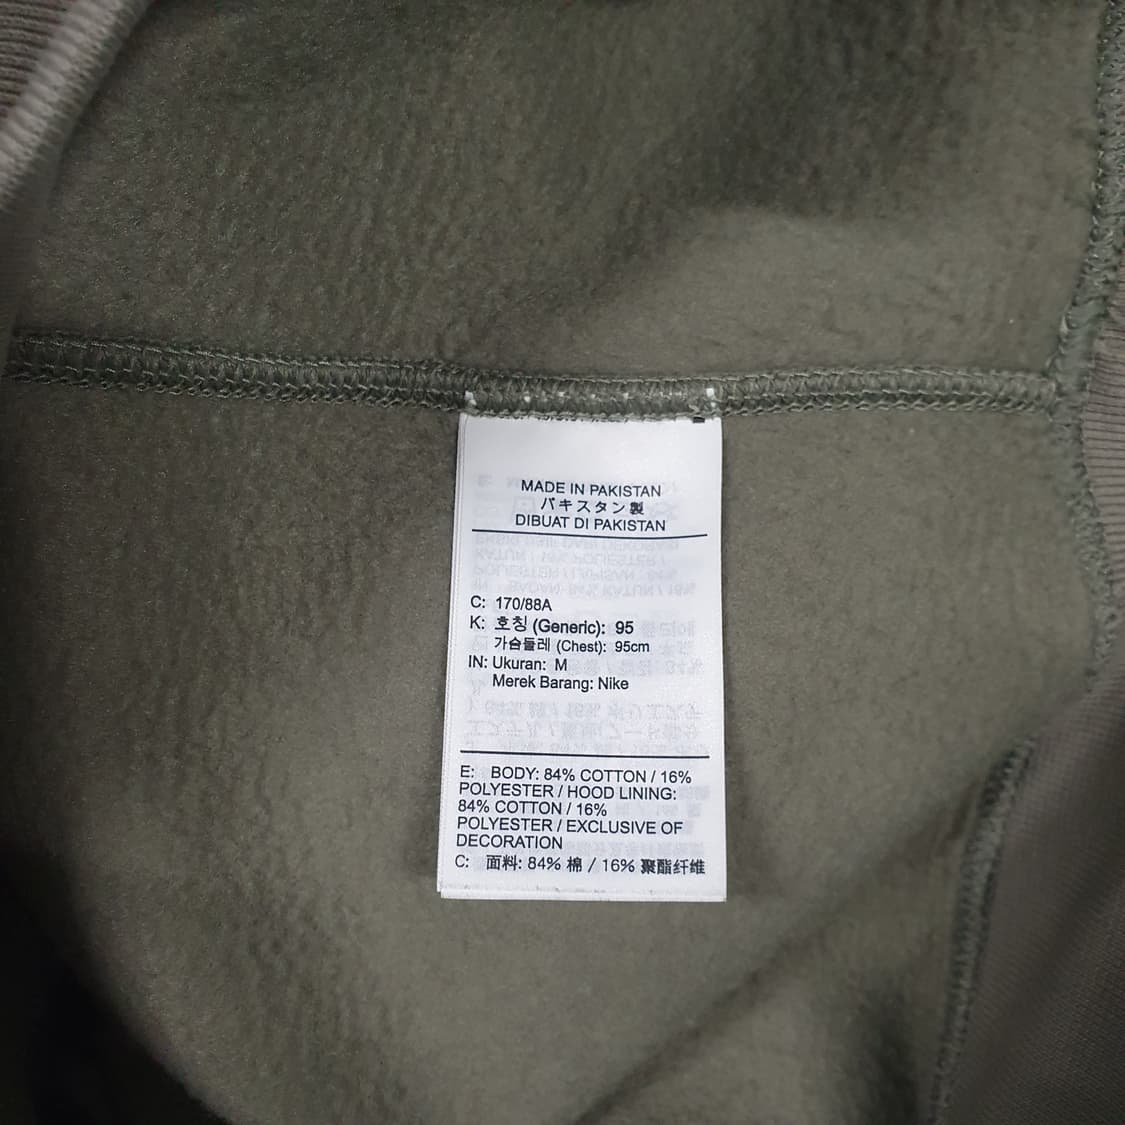 MADE IN PAKISTAN
パキスタン製
DIBUAT DI PAKISTAN
C: 170/88A
K: 호칭 (Generic): 95
가슴둘레 (Chest): 95cm
IN: Ukuran: M
Merek Barang: Nike
E: BODY: 84% COTTON / 16%
POLYESTER / HOOD LINING:
84% COTTON / 16%
POLYESTER / EXCLUSIVE OF
DECORATION
C: 面料: 84% 棉 / 16% 聚酯纤维